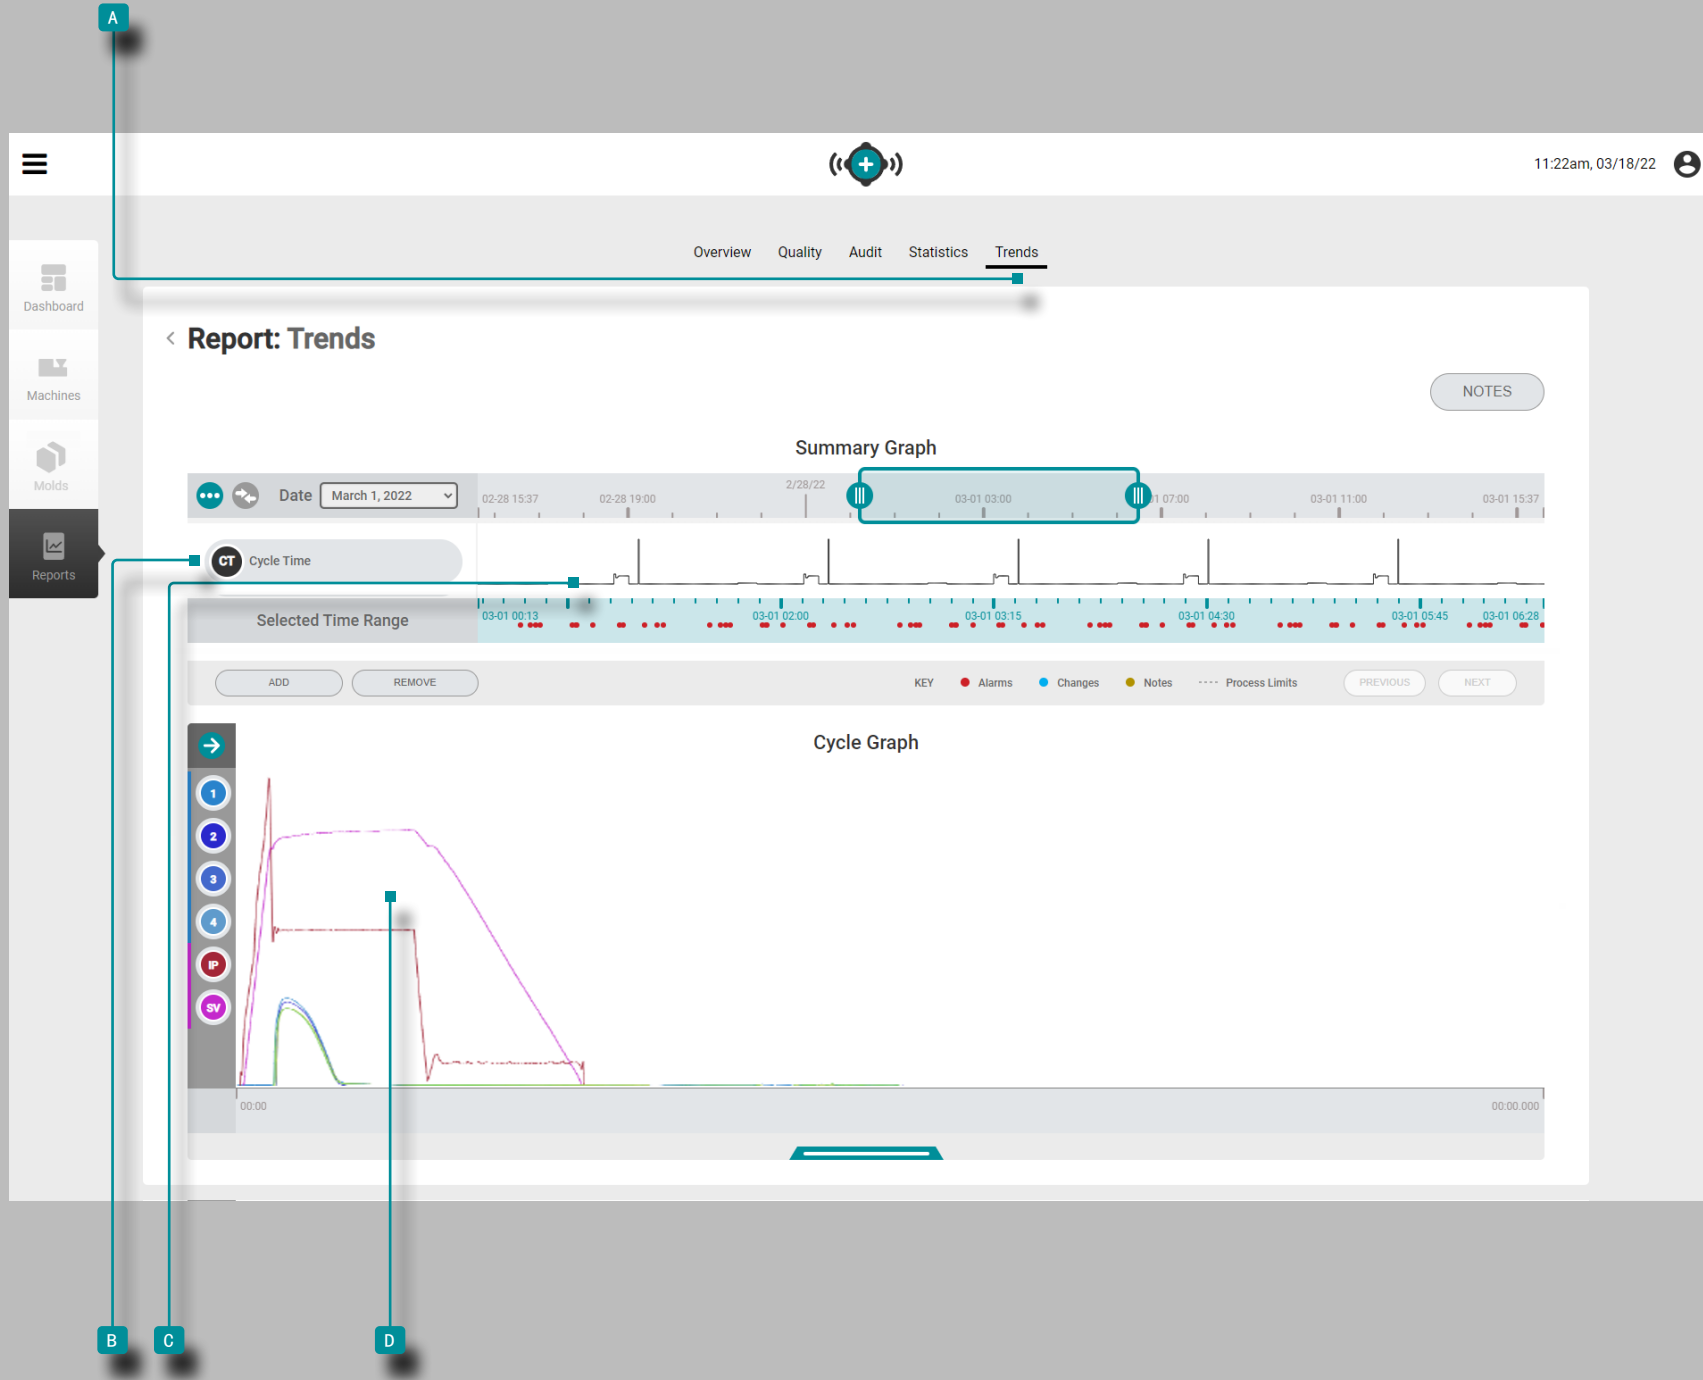 A
11:22am, 03/18/22
Overview Quality Audit Statistics Trends
Dashboard
Machines
Molds
Reports
Report: Trends
NOTES
Summary Graph
Date March 1, 2022
02-28 15:37 02-28 19:00 2/28/22 03-01 03:00 1 07:00 03-01 11:00 03-01 15:37
CT Cycle Time
Selected Time Range
03-01 00:13 03-01 02:00 03-01 03:15 03-01 04:30 03-01 05:45 03-01 06:28
ADD REMOVE
KEY Alarms Changes Notes Process Limits
PREVIOUS NEXT
Cycle Graph
1
2
3
4
IP
SV
00:00 00:00.000
B C D